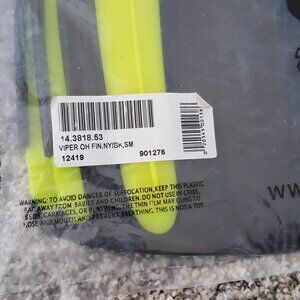 14.3818.53
VIPER OH FIN,NY/BK,SM
12419 901276
WARNING: TO AVOID DANGER OF SUFFOCATION, KEEP THIS PLASTIC
BAG AWAY FROM BABIES AND CHILDREN. DO NOT USE IN CRIBS,
BEDS, CARRIAGES, OR PLAYPENS. THE THIN FILM MAY CLING TO
NOSE AND MOUTH AND PREVENT BREATHING. THIS IS NOT A TOY.
WW